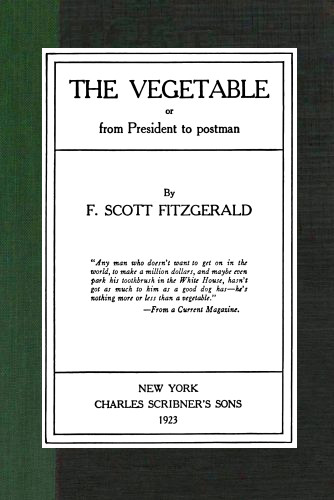 THE VEGETABLE
or
from President to postman
By
F. SCOTT FITZGERALD
"Any man who doesn't want to get on in the
world, to make a million dollars, and maybe even
park his toothbrush in the White House, hasn't
got as much to him as a good dog has—he's
nothing more or less than a vegetable."
—From a Current Magazine.
NEW YORK
CHARLES SCRIBNER'S SONS
1923